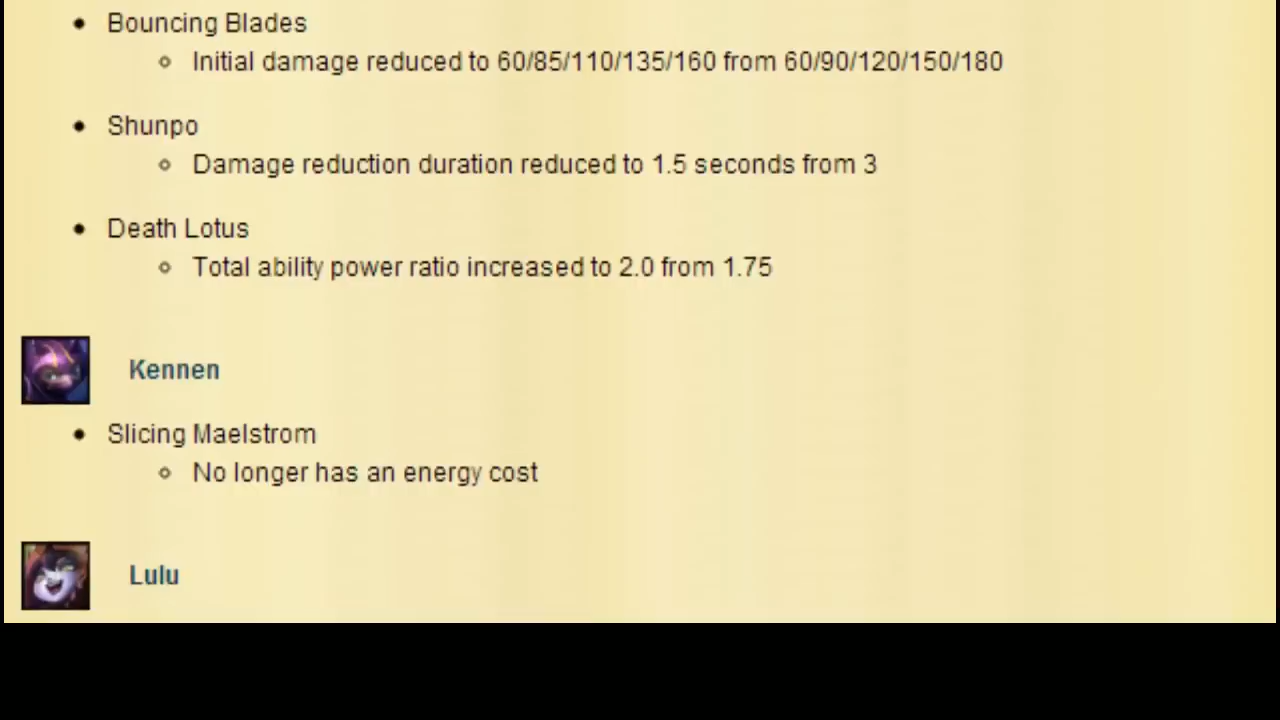 Bouncing Blades
Initial damage reduced to 60/85/110/135/160 from 60/90/120/150/180
Shunpo
Damage reduction duration reduced to 1.5 seconds from 3
Death Lotus
Total ability power ratio increased to 2.0 from 1.75
Kennen
Slicing Maelstrom
No longer has an energy cost
Lulu